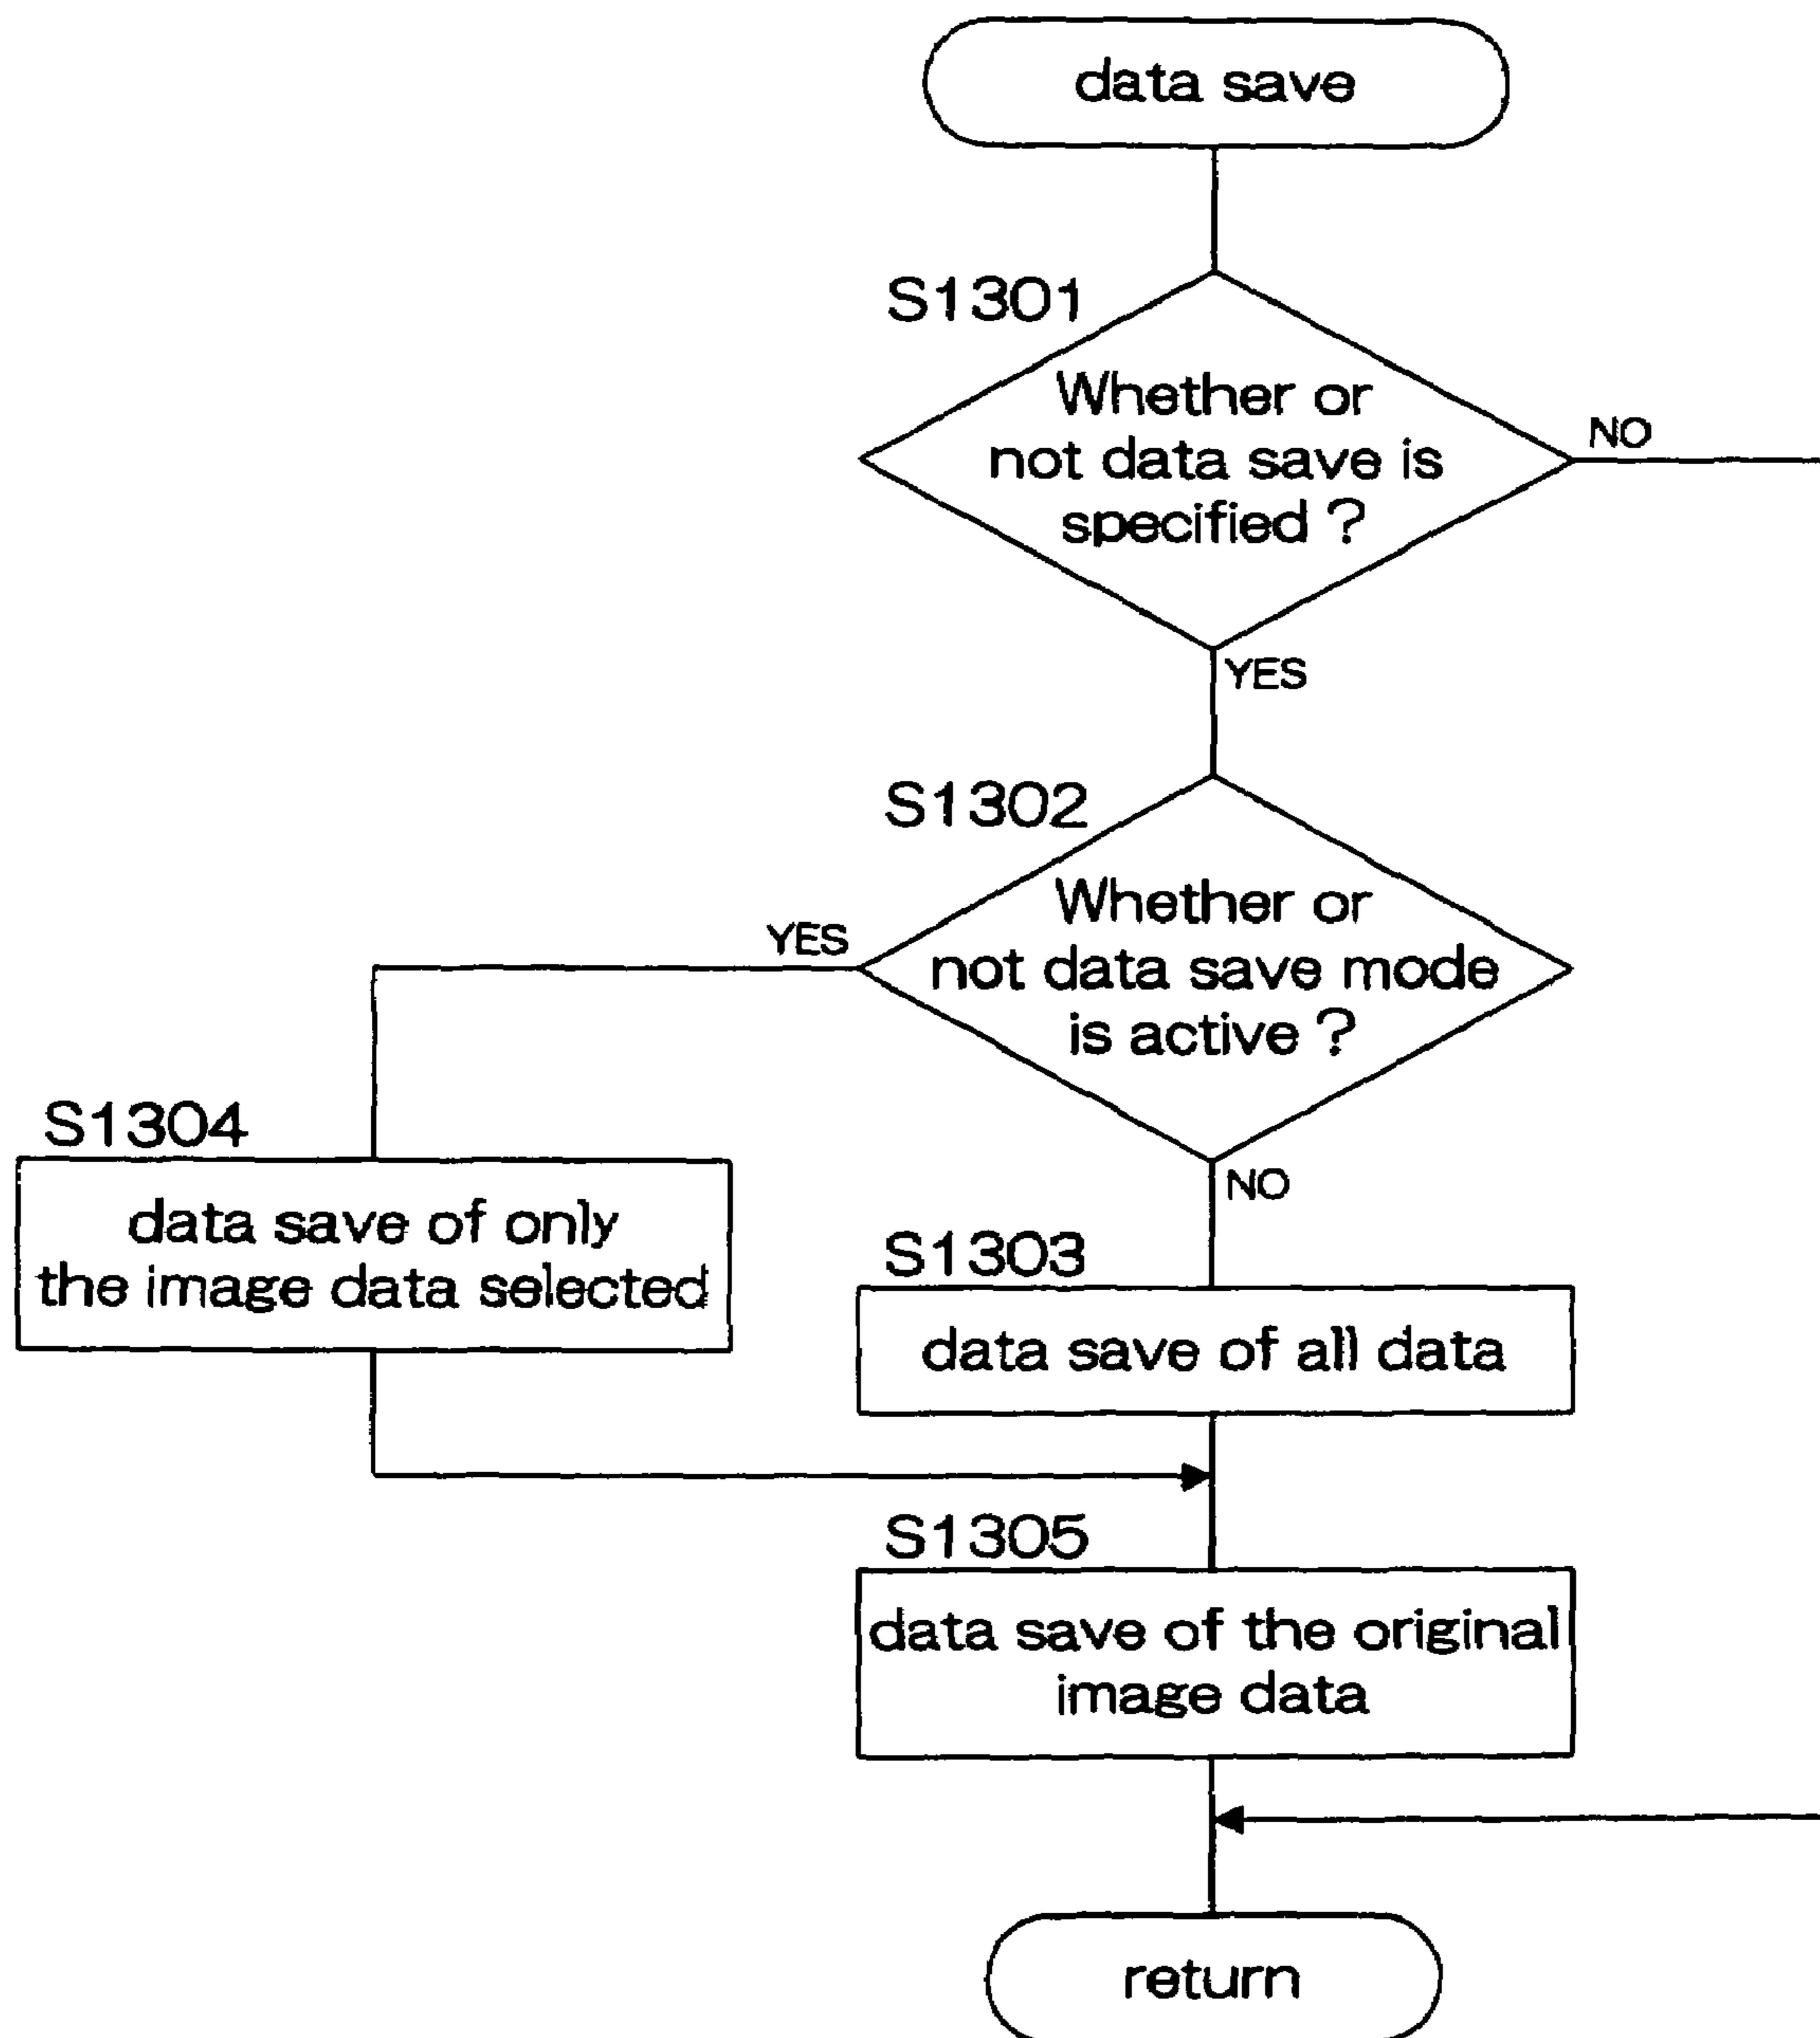 data save
S1301
Whether or
not data save is
specified ?
NO
YES
S1302
Whether or
not data save mode
is active ?
YES
NO
S1304
data save of only
the image data selected
S1303
data save of all data
S1305
data save of the original
image data
return